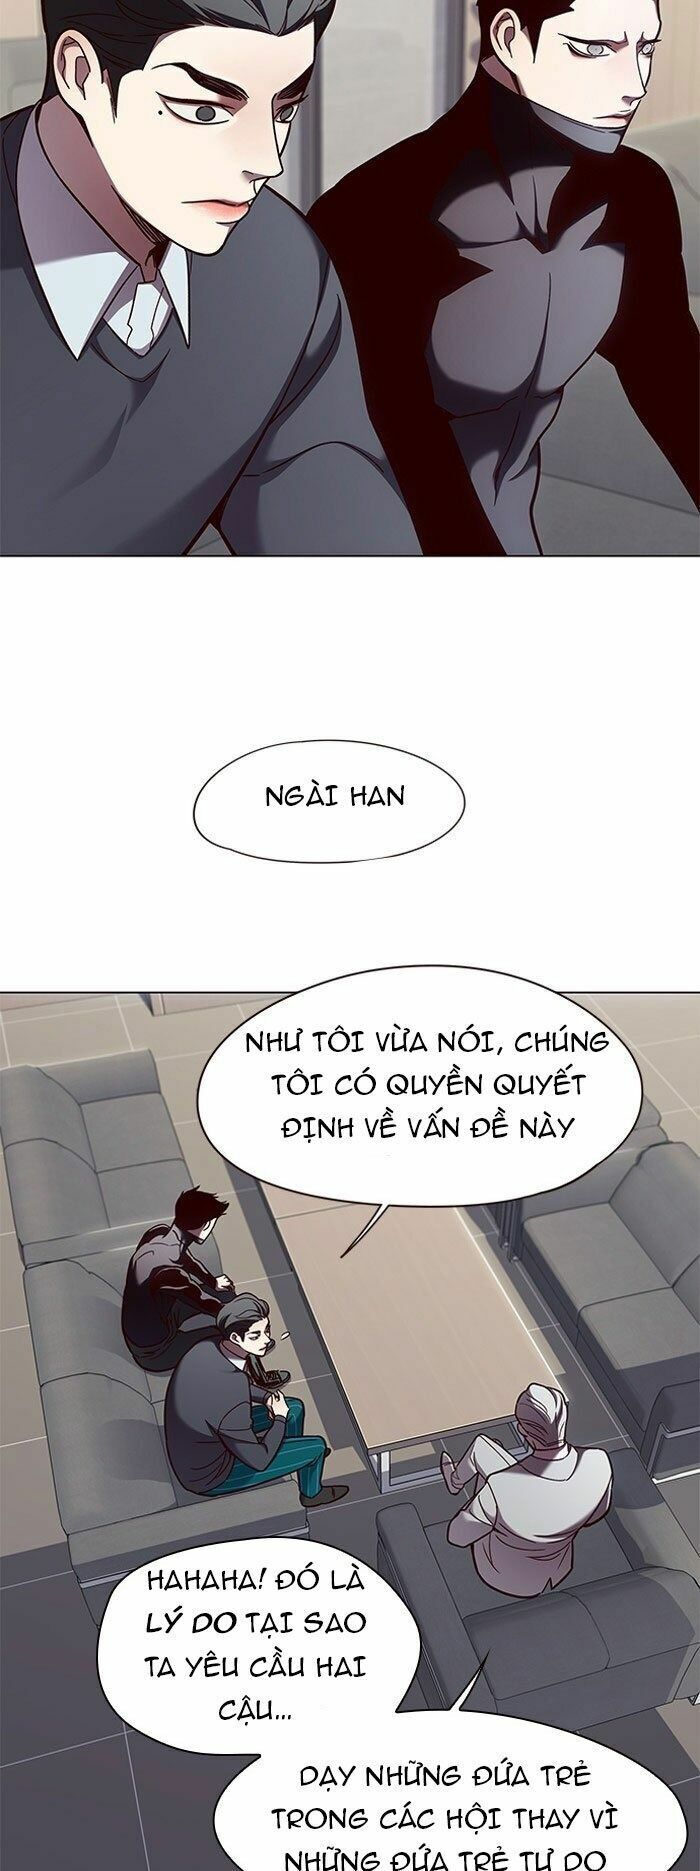 NGÀI HAN
NHƯ TÔI VỪA NÓI, CHÚNG
TÔI CÓ QUYỀN QUYẾT
ĐỊNH VỀ VẤN ĐỀ NÀY
HAHAHA! ĐÓ LÀ
LÝ DO TẠI SAO
TA YÊU CẦU HAI
CẬU...
DẠY NHỮNG ĐỨA TRẺ
TRONG CÁC HỘI THAY VÌ
NHỮNG ĐỨA TRẺ TỰ DO